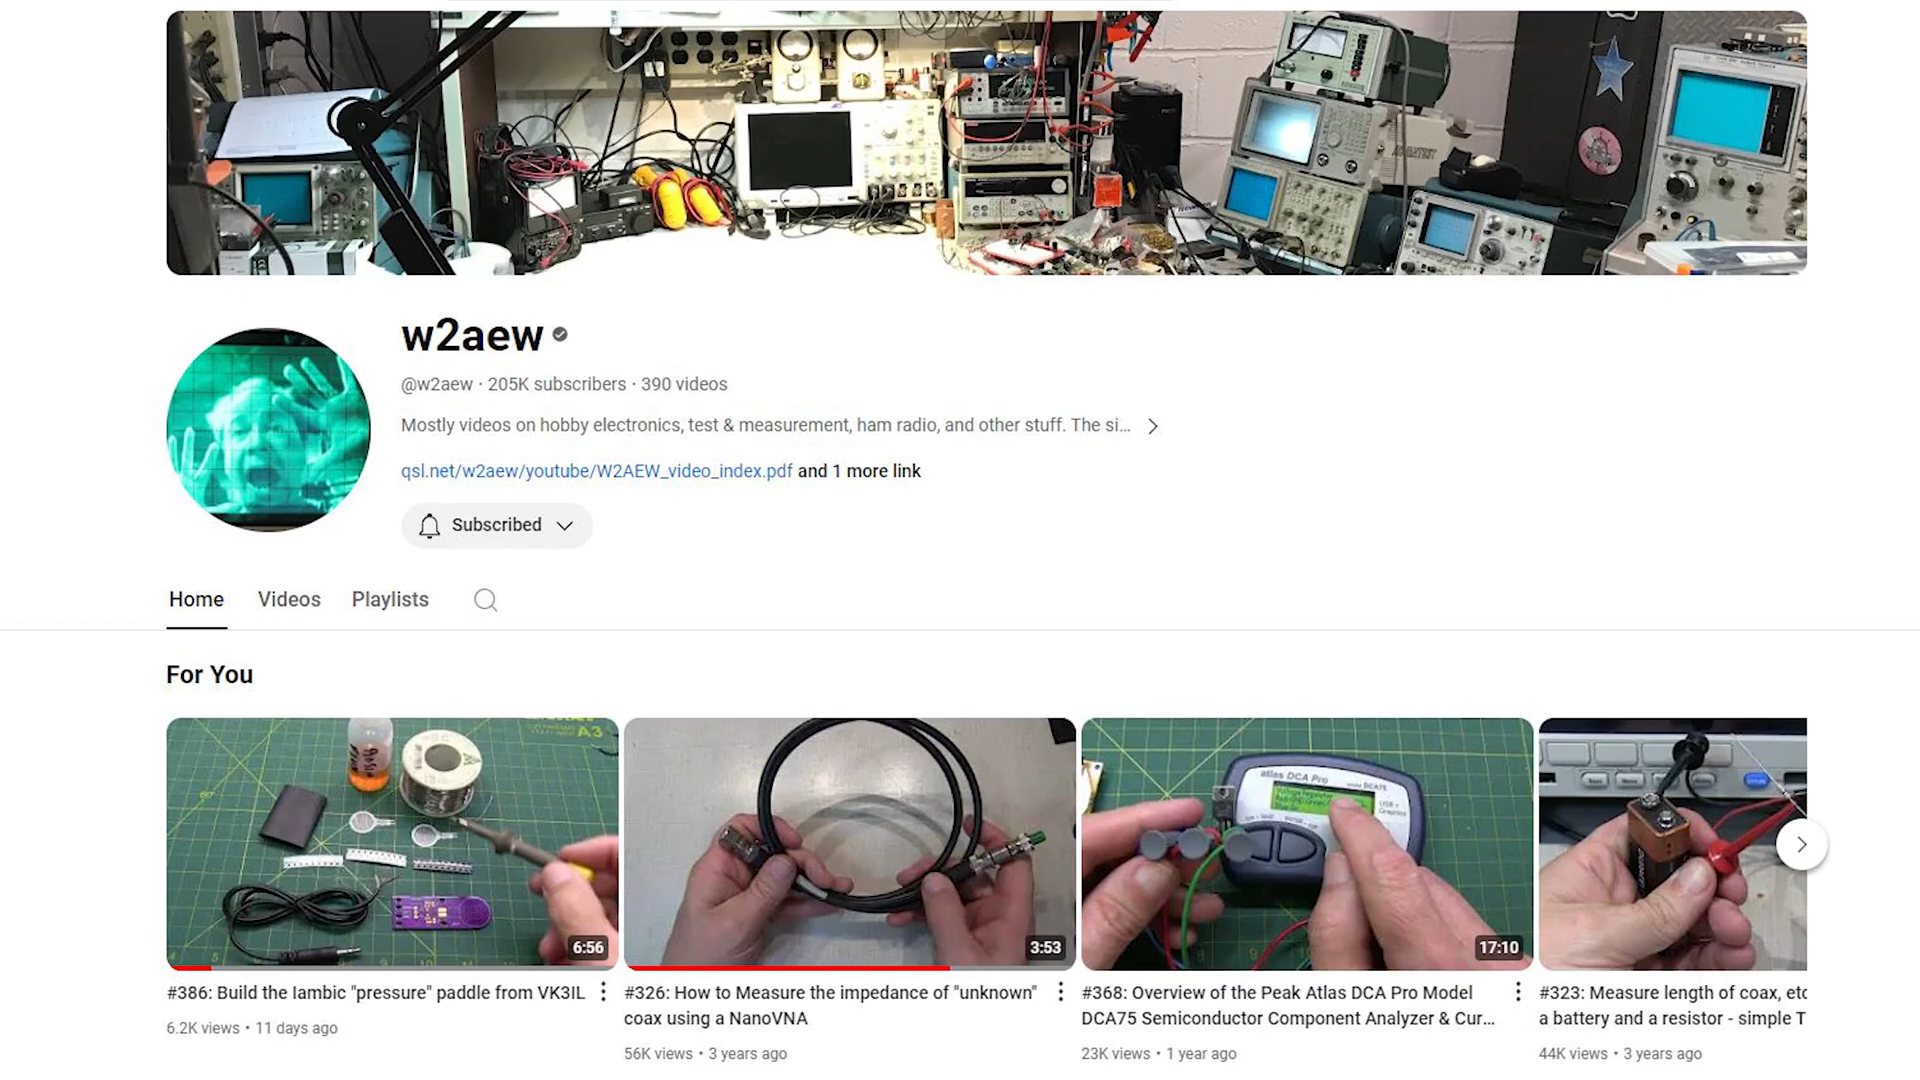 w2aew
@w2aew · 205K subscribers · 390 videos
Mostly videos on hobby electronics, test & measurement, ham radio, and other stuff. The si...
qsl.net/w2aew/youtube/W2AEW_video_index.pdf and 1 more link
Subscribed
Home Videos Playlists
For You
A3
6:56
3:53
atlas DCA Pro
DCA75
17:10
#386: Build the Iambic "pressure" paddle from VK3IL
6.2K views • 11 days ago
#326: How to Measure the impedance of "unknown"
coax using a NanoVNA
56K views • 3 years ago
#368: Overview of the Peak Atlas DCA Pro Model
DCA75 Semiconductor Component Analyzer & Cur...
23K views • 1 year ago
#323: Measure length of coax, etc
a battery and a resistor - simple T
44K views • 3 years ago